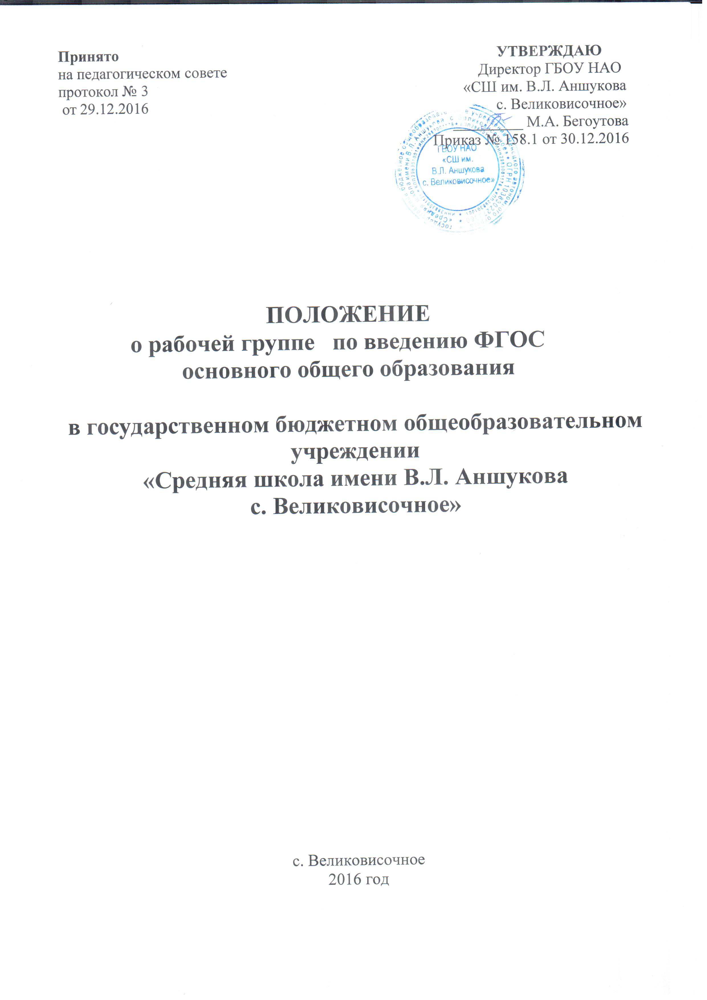 Принято
на педагогическом совете
протокол № 3
от 29.12.2016
УТВЕРЖДАЮ
Директор ГБОУ НАО
«СШ им. В.Л. Аншукова
с. Великовисочное»
М.А. Бегоутова
Приказ № 158.1 от 30.12.2016
ГБОУ НАО
«СШ им.
В.Л. Аншукова
с. Великовисочное»
ПОЛОЖЕНИЕ
о рабочей группе по введению ФГОС
основного общего образования
в государственном бюджетном общеобразовательном
учреждении
«Средняя школа имени В.Л. Аншукова
с. Великовисочное»
с. Великовисочное
2016 год